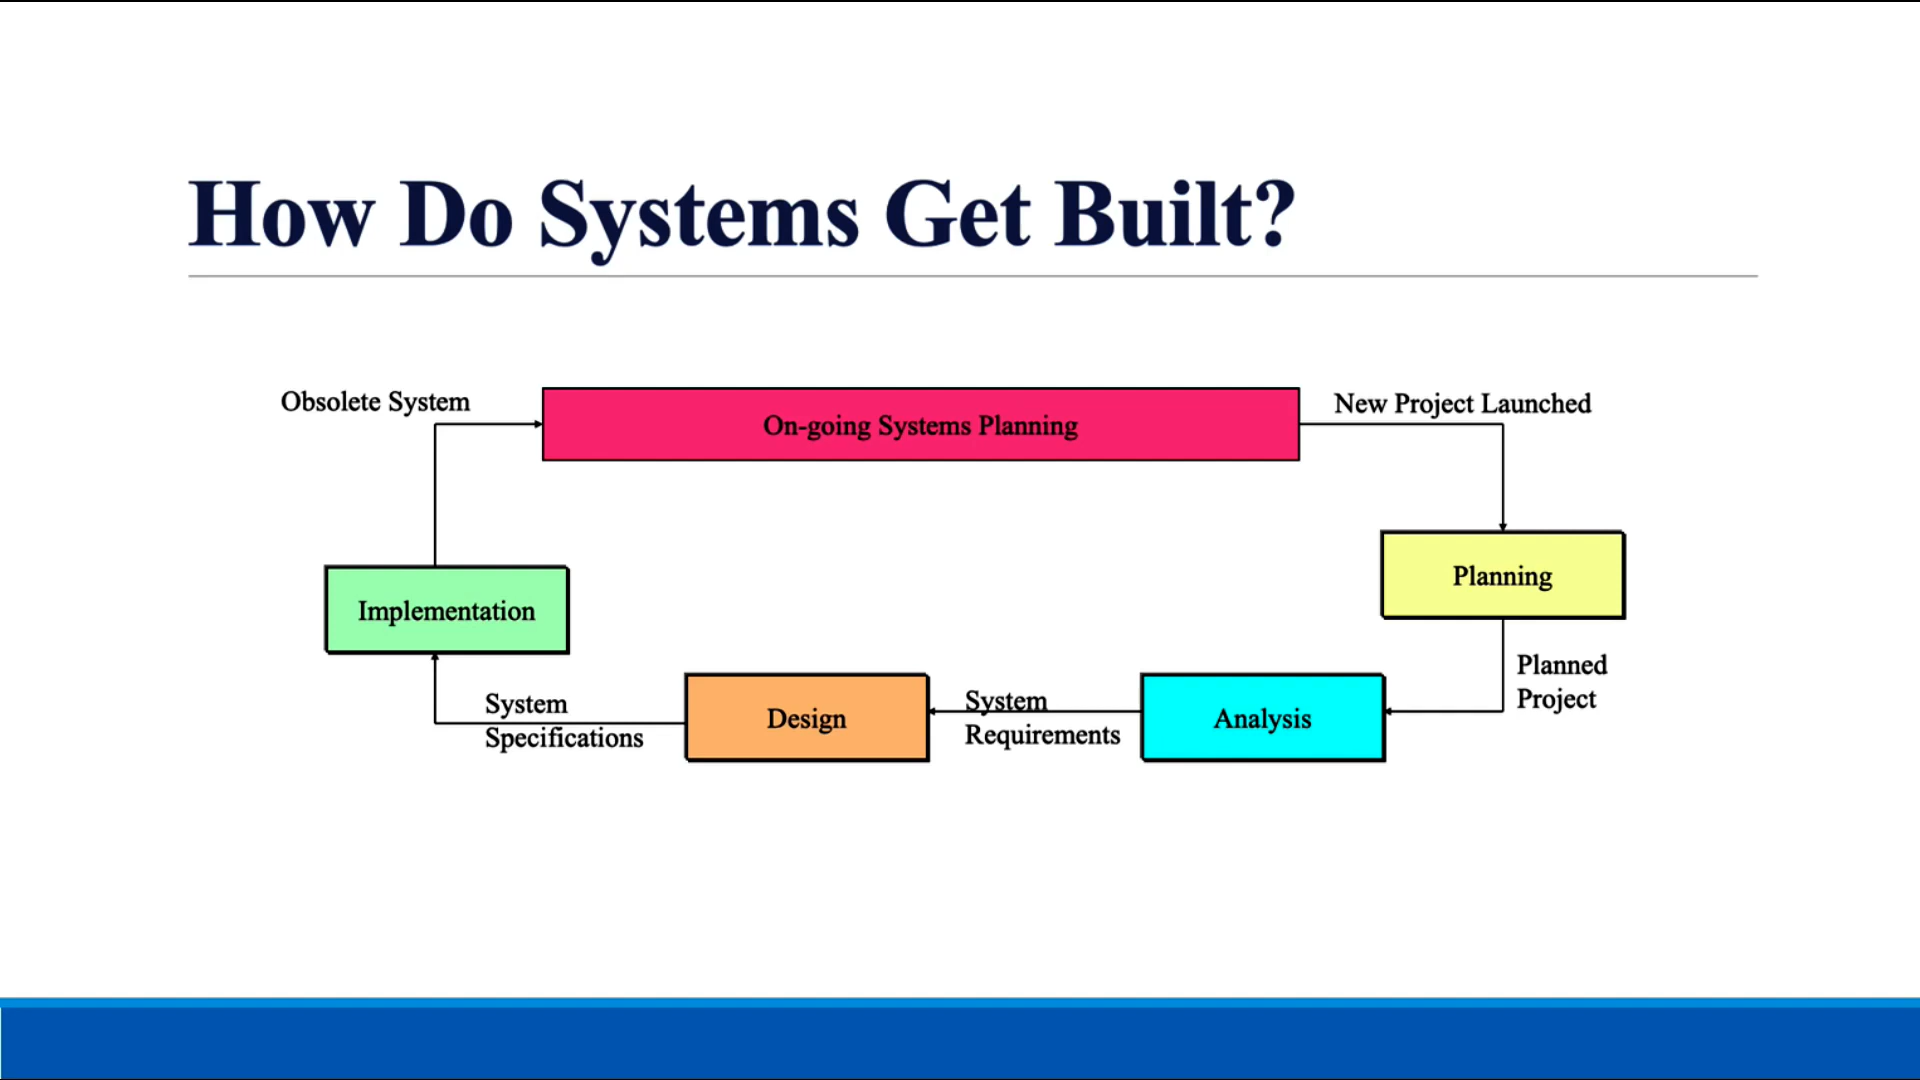 How Do Systems Get Built?
Obsolete System
On-going Systems Planning
New Project Launched
Planning
Implementation
Planned
Project
System
Specifications
Design
System
Requirements
Analysis